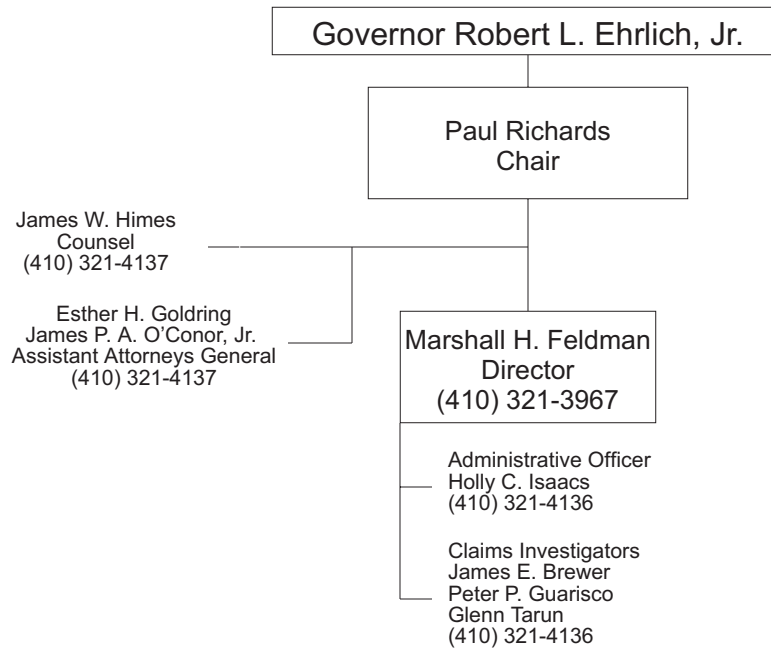 Governor Robert L. Ehrlich, Jr.
Paul Richards
Chair
James W. Himes
Counsel
(410) 321-4137
Esther H. Goldring
James P. A. O’Conor, Jr.
Assistant Attorneys General
(410) 321-4137
Marshall H. Feldman
Director
(410) 321-3967
Administrative Officer
Holly C. Isaacs
(410) 321-4136
Claims Investigators
James E. Brewer
Peter P. Guarisco
Glenn Tarun
(410) 321-4136